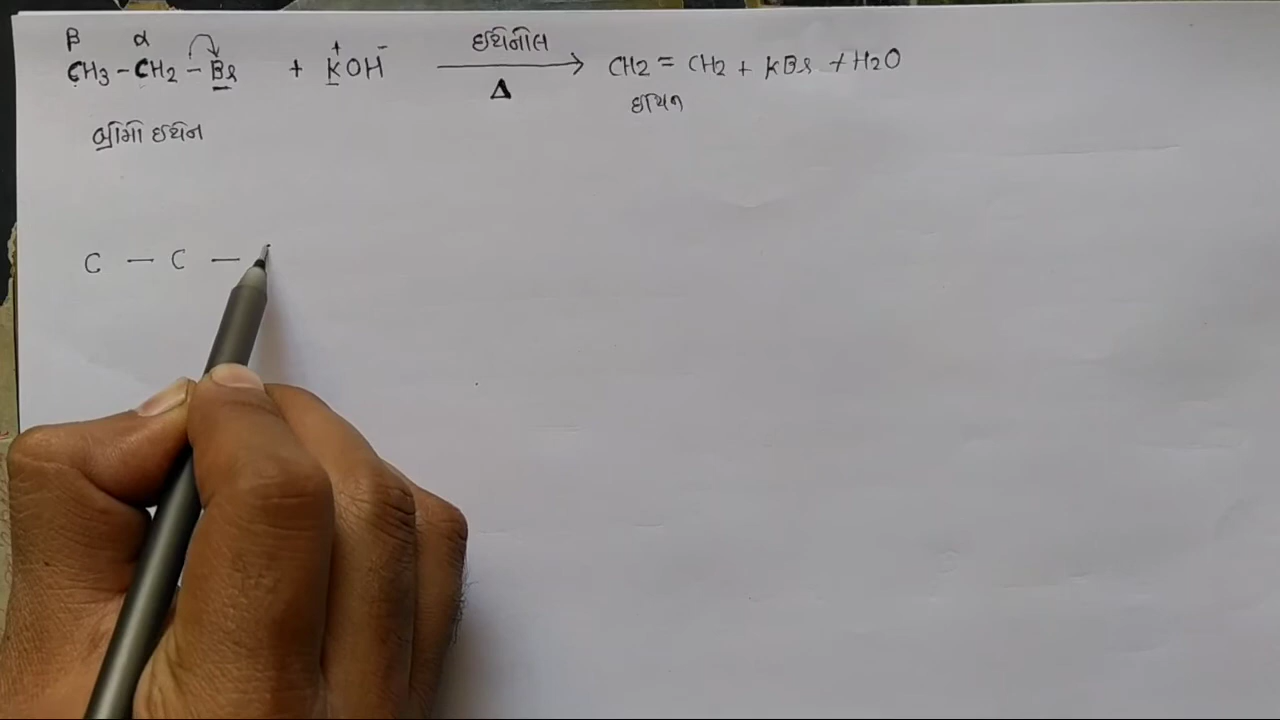 β α
CH3 – CH2 – Br + K+OH- ઇથેનોલ → Δ CH2 = CH2 + KBr + H2O
બ્રોમો ઇથેન ઇથિન
C – C –